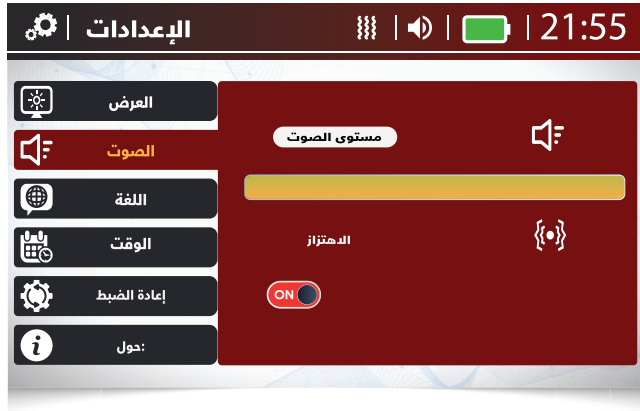 الإعدادات
21:55
العرض
الصوت
اللغة
الوقت
إعادة الضبط
حول:
مستوى الصوت
الاهتزاز
ON